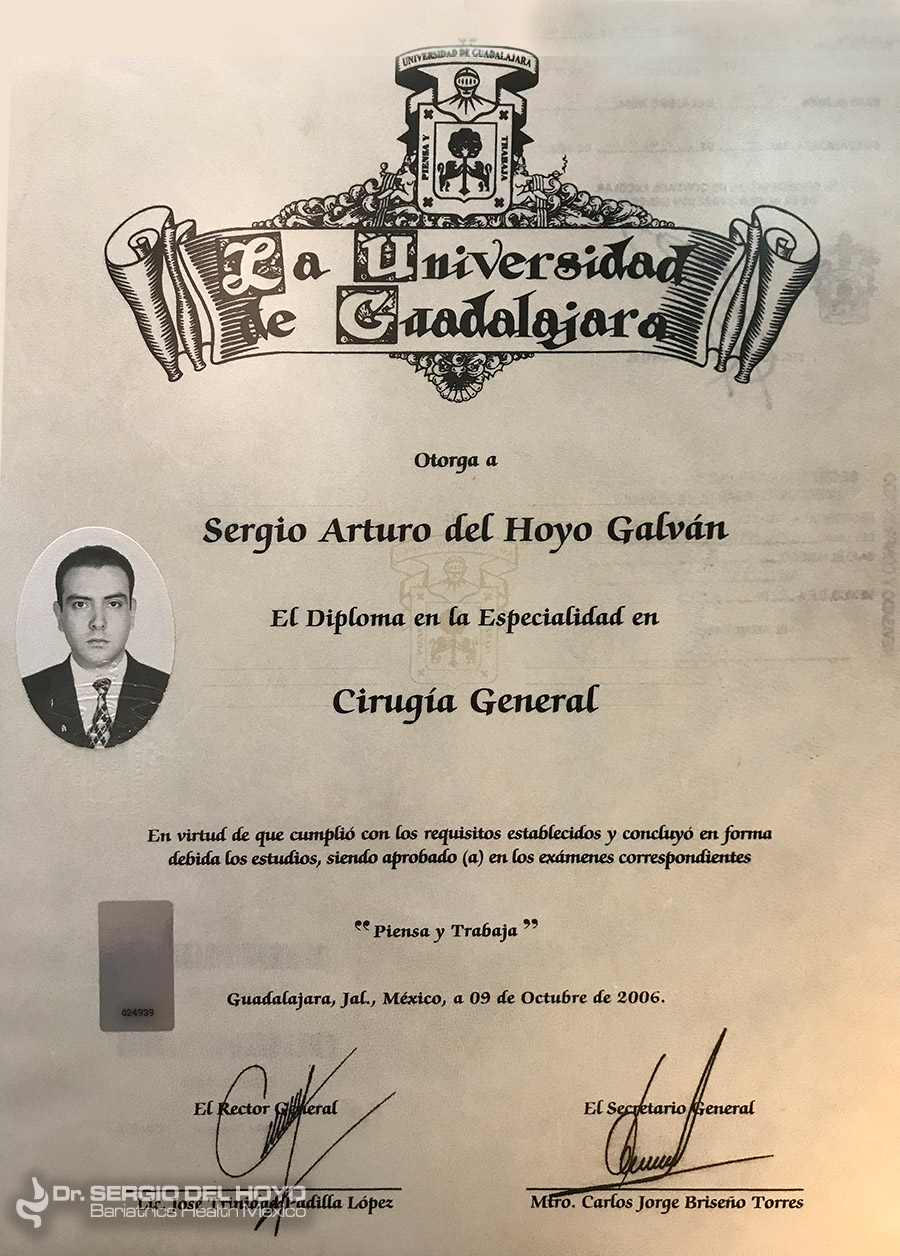 UNIVERSIDAD DE GUADALAJARA
PIENSA Y
TRABAJA
La Universidad
de Guadalajara
Otorga a
Sergio Arturo del Hoyo Galván
El Diploma en la Especialidad en
Cirugía General
En virtud de que cumplió con los requisitos establecidos y concluyó en forma
debida los estudios, siendo aprobado (a) en los exámenes correspondientes
“Piensa y Trabaja”
024939
Guadalajara, Jal., México, a 09 de Octubre de 2006.
El Rector General
El Secretario General
Lic. José Trinidad Padilla López
Mtro. Carlos Jorge Briseño Torres
Dr. SERGIO DEL HOYO
Bariatrics Health Mexico